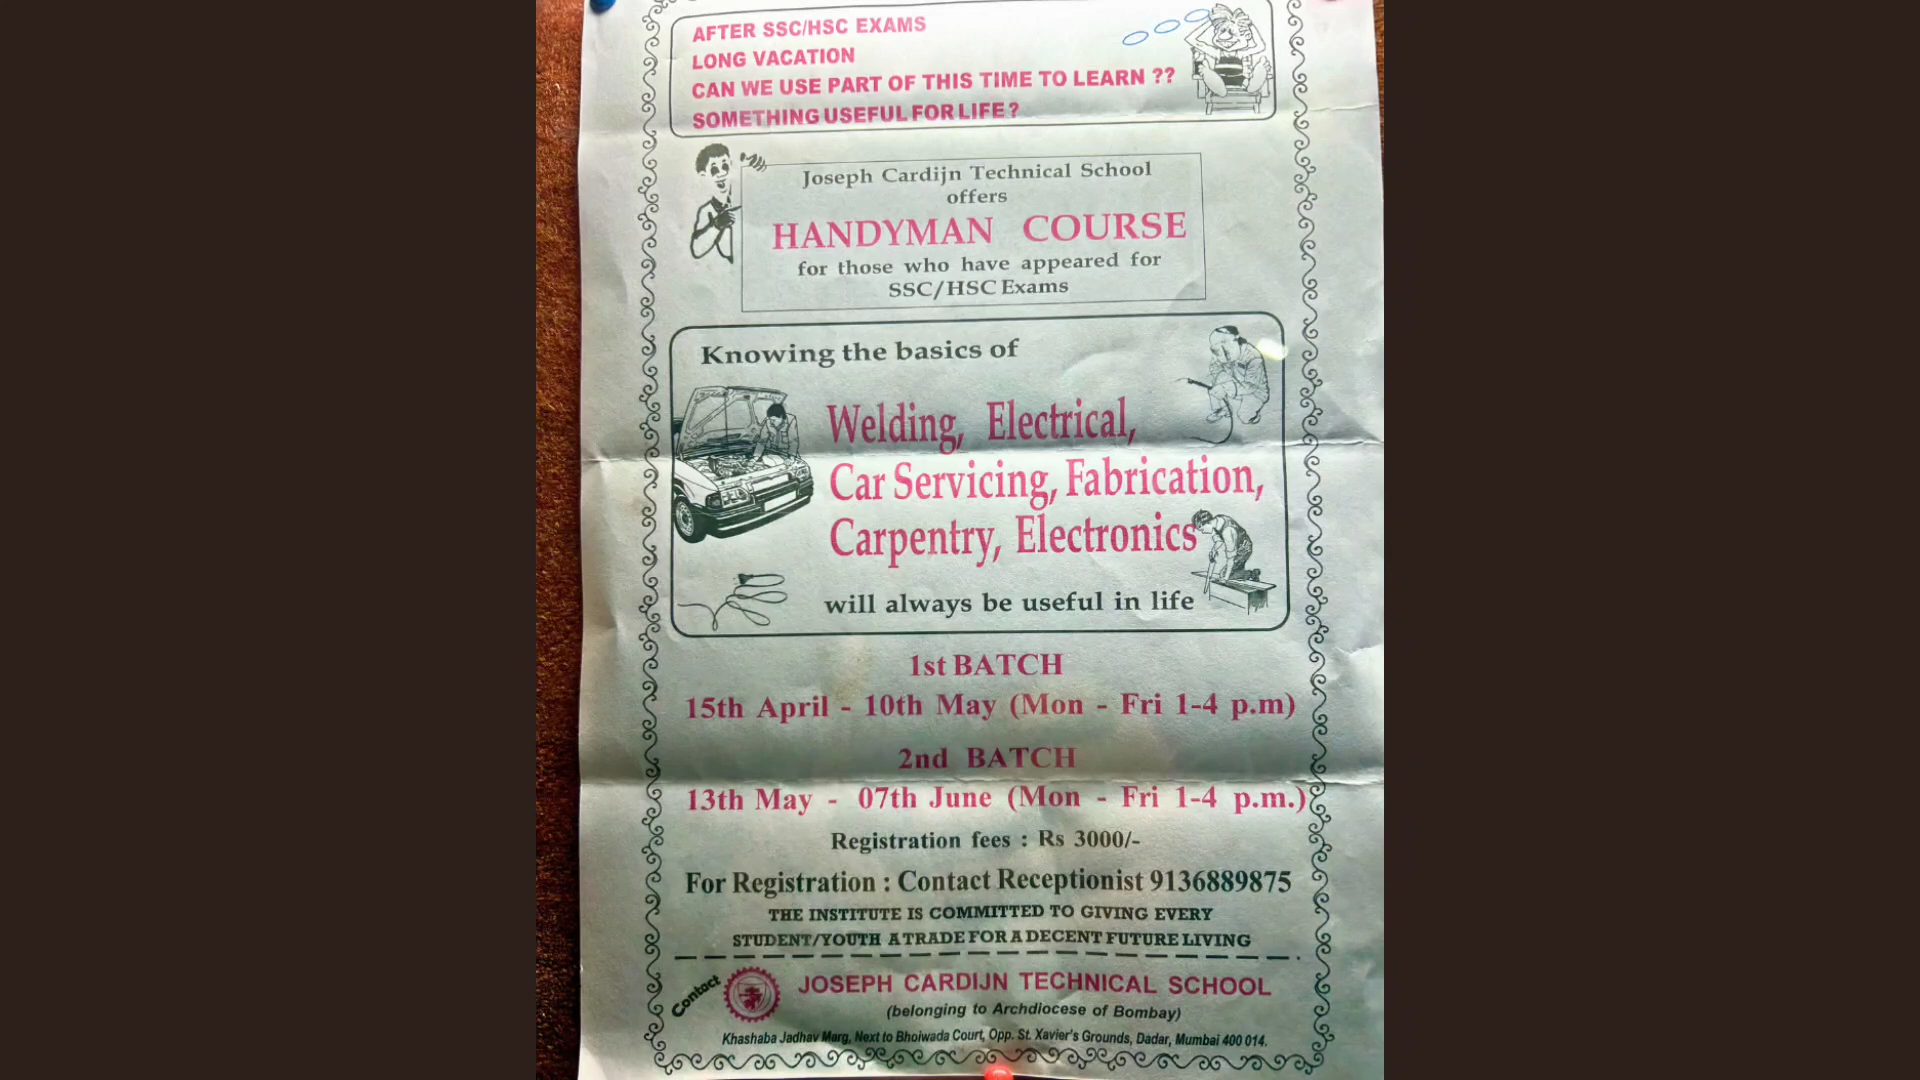 AFTER SSC/HSC EXAMS
LONG VACATION
CAN WE USE PART OF THIS TIME TO LEARN ??
SOMETHING USEFUL FOR LIFE ?
Joseph Cardijn Technical School
offers
HANDYMAN COURSE
for those who have appeared for
SSC/HSC Exams
Knowing the basics of
Welding, Electrical,
Car Servicing, Fabrication,
Carpentry, Electronics
will always be useful in life
1st BATCH
15th April - 10th May (Mon - Fri 1-4 p.m)
2nd BATCH
13th May - 07th June (Mon - Fri 1-4 p.m.)
Registration fees : Rs 3000/-
For Registration : Contact Receptionist 9136889875
THE INSTITUTE IS COMMITTED TO GIVING EVERY
STUDENT/YOUTH A TRADE FOR A DECENT FUTURE LIVING
Contact
JOSEPH CARDIJN TECHNICAL SCHOOL
(belonging to Archdiocese of Bombay)
Khashaba Jadhav Marg, Next to Bhoiwada Court, Opp. St. Xavier's Grounds, Dadar, Mumbai 400 014.